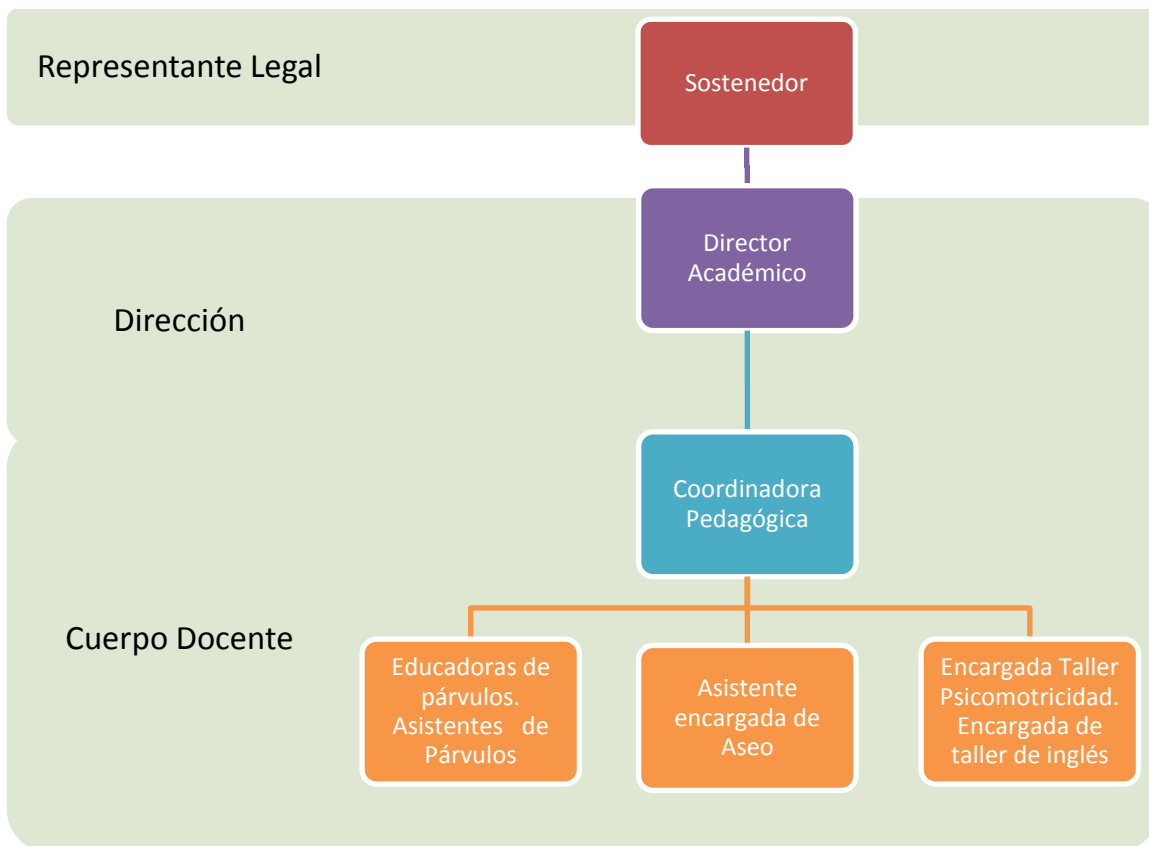 Representante Legal
Sostenedor
Director
Académico
Dirección
Coordinadora
Pedagógica
Cuerpo Docente
Educadoras de
párvulos.
Asistentes de
Párvulos
Asistente
encargada de
Aseo
Encargada Taller
Psicomotricidad.
Encargada de
taller de inglés